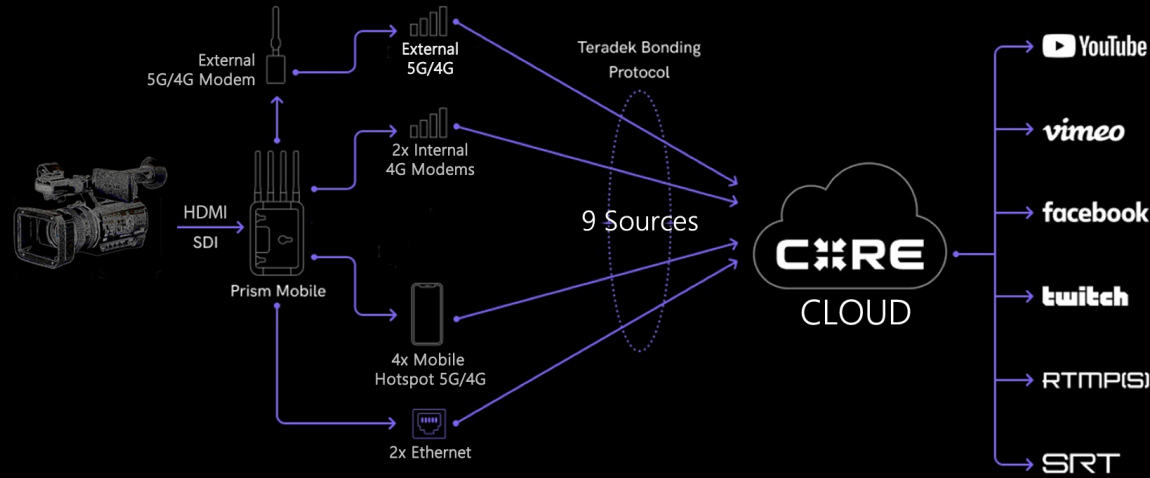 External
5G/4G Modem
External
5G/4G
Teradek Bonding
Protocol
YouTube
2x Internal
4G Modems
vimeo
HDMI
SDI
9 Sources
facebook
Prism Mobile
CORE
CLOUD
twitch
4x Mobile
Hotspot 5G/4G
RTMP(S)
2x Ethernet
SRT